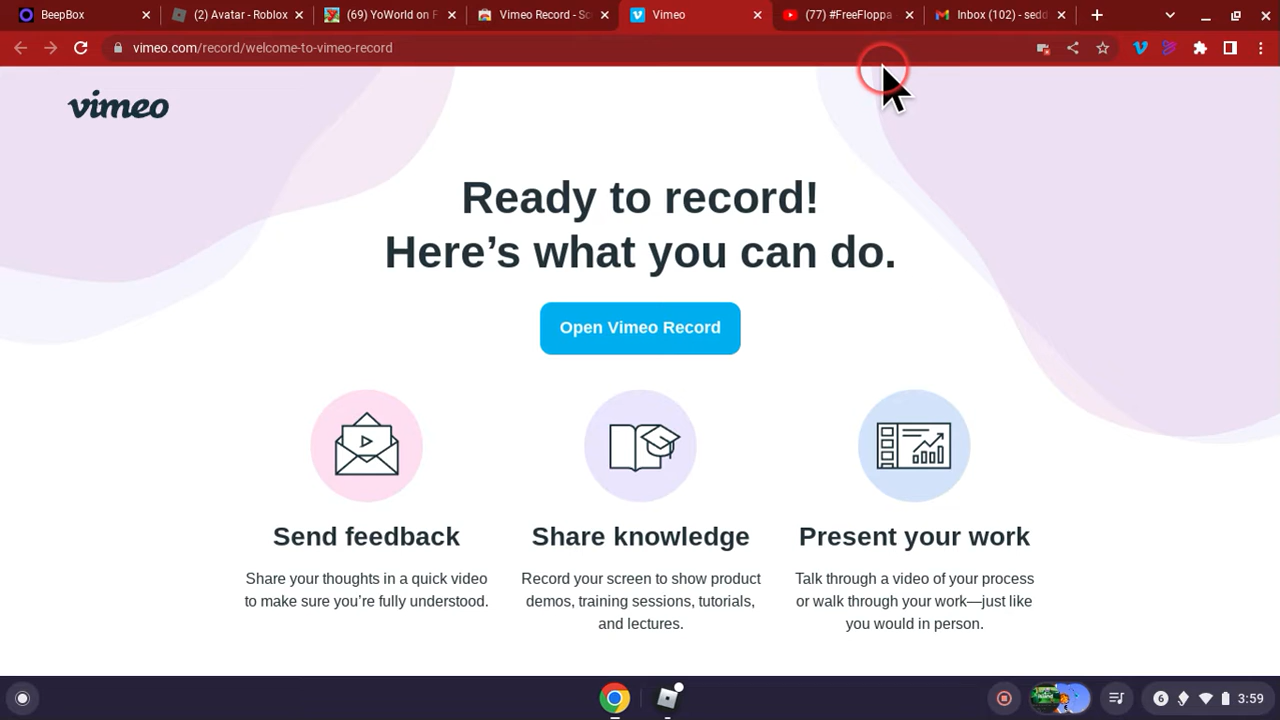 BeepBox
(2) Avatar - Roblox
(69) YoWorld on F
Vimeo Record - Scr
Vimeo
(77) #FreeFloppa
Inbox (102) - sedd
vimeo.com/record/welcome-to-vimeo-record
vimeo
Ready to record!
Here's what you can do.
Open Vimeo Record
Send feedback
Share your thoughts in a quick video
to make sure you're fully understood.
Share knowledge
Record your screen to show product
demos, training sessions, tutorials,
and lectures.
Present your work
Talk through a video of your process
or walk through your work—just like
you would in person.
6
3:59